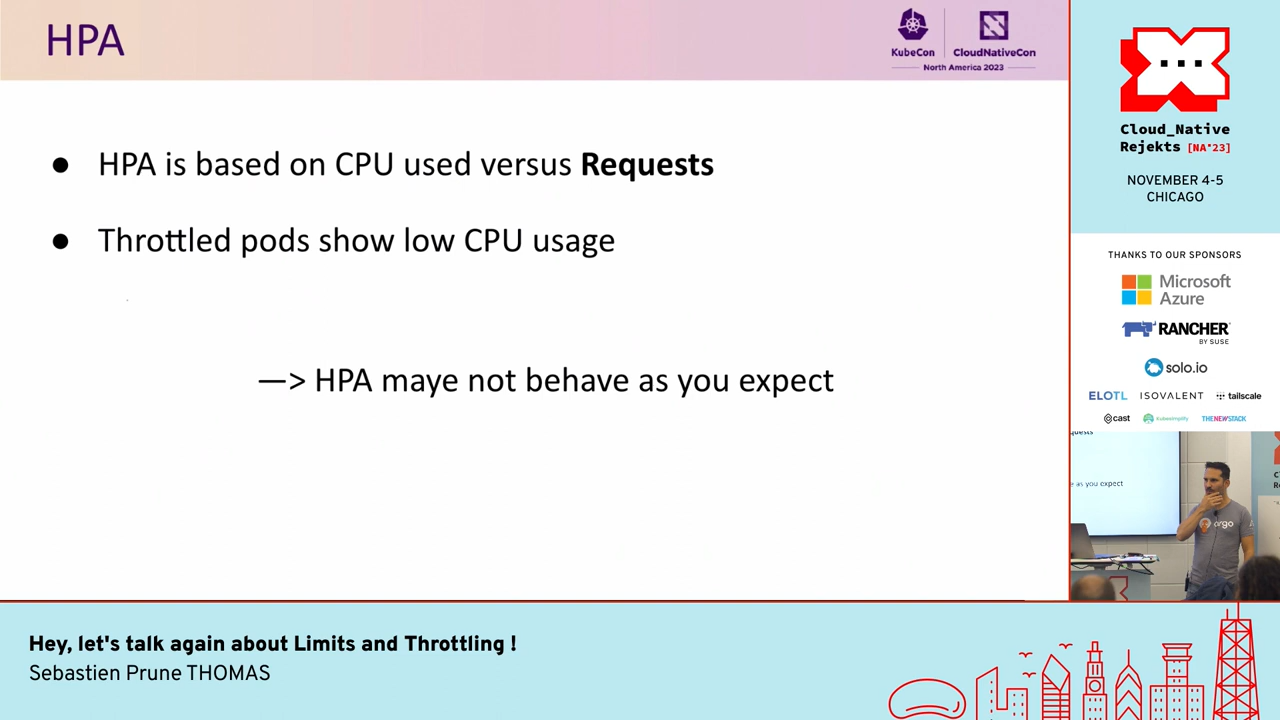 HPA
KubeCon
CloudNativeCon
North America 2023
● HPA is based on CPU used versus Requests
● Throttled pods show low CPU usage
—> HPA maye not behave as you expect
Cloud_Native
Rejekts [NA'23]
NOVEMBER 4-5
CHICAGO
THANKS TO OUR SPONSORS
Microsoft
Azure
RANCHER
BY SUSE
solo.io
ELOTL ISOVALENT tailscale
cast Kubesimplify THENEWSTACK
quests
e as you expect
argo
Hey, let's talk again about Limits and Throttling !
Sebastien Prune THOMAS